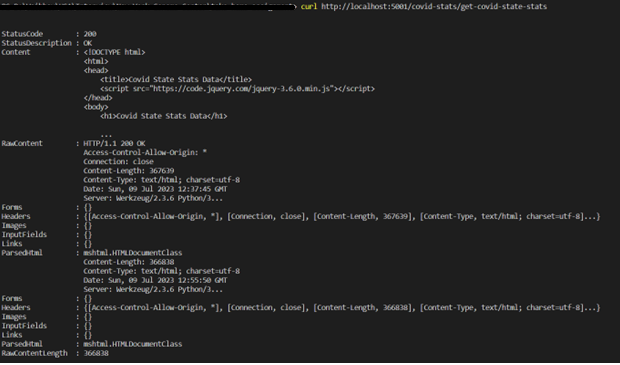 > curl http://localhost:5001/covid-stats/get-covid-state-stats
StatusCode : 200
StatusDescription : OK
Content : <!DOCTYPE html>
<html>
<head>
<title>Covid State Stats Data</title>
<script src="https://code.jquery.com/jquery-3.6.0.min.js"></script>
</head>
<body>
<h1>Covid State Stats Data</h1>
...
RawContent : HTTP/1.1 200 OK
Access-Control-Allow-Origin: *
Connection: close
Content-Length: 367639
Content-Type: text/html; charset=utf-8
Date: Sun, 09 Jul 2023 12:37:45 GMT
Server: Werkzeug/2.3.6 Python/3...
Forms : {}
Headers : {[Access-Control-Allow-Origin, *], [Connection, close], [Content-Length, 367639], [Content-Type, text/html; charset=utf-8]...}
Images : {}
InputFields : {}
Links : {}
ParsedHtml : mshtml.HTMLDocumentClass
Content-Length: 366838
Content-Type: text/html; charset=utf-8
Date: Sun, 09 Jul 2023 12:55:50 GMT
Server: Werkzeug/2.3.6 Python/3...
Forms : {}
Headers : {[Access-Control-Allow-Origin, *], [Connection, close], [Content-Length, 366838], [Content-Type, text/html; charset=utf-8]...}
Images : {}
InputFields : {}
Links : {}
ParsedHtml : mshtml.HTMLDocumentClass
RawContentLength : 366838